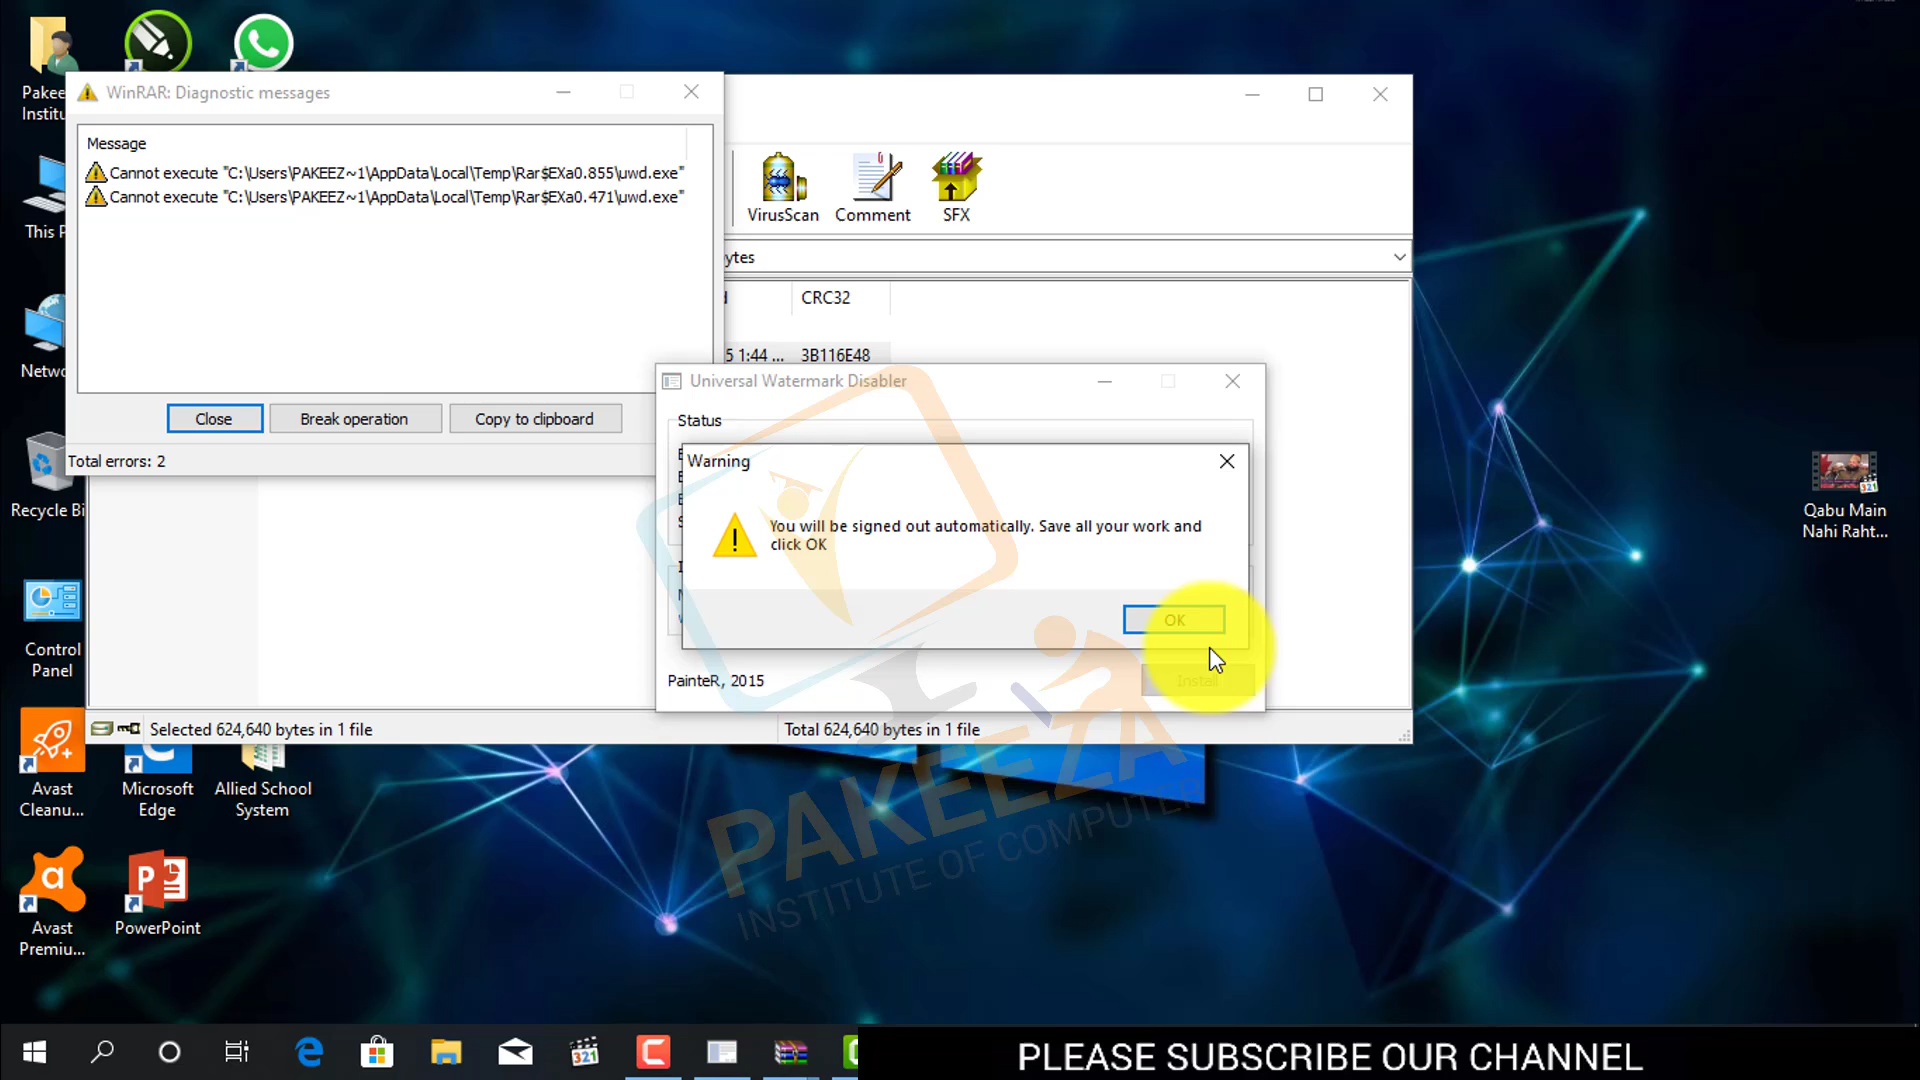 Pakee
Institu
This P
Netwo
Recycle Bi
Control
Panel
Avast
Cleanu...
Microsoft
Edge
Allied School
System
Avast
Premiu...
PowerPoint
WinRAR: Diagnostic messages
Message
Cannot execute "C:\Users\PAKEEZ~1\AppData\Local\Temp\Rar$EXa0.855\uwd.exe"
Cannot execute "C:\Users\PAKEEZ~1\AppData\Local\Temp\Rar$EXa0.471\uwd.exe"
Close
Break operation
Copy to clipboard
Total errors: 2
VirusScan
Comment
SFX
ytes
CRC32
5 1:44 ...
3B116E48
Universal Watermark Disabler
Status
Warning
You will be signed out automatically. Save all your work and
click OK
OK
PainteR, 2015
Install
Selected 624,640 bytes in 1 file
Total 624,640 bytes in 1 file
PAKEEZA
INSTITUTE OF COMPUTER
Qabu Main
Nahi Raht...
321
321
PLEASE SUBSCRIBE OUR CHANNEL